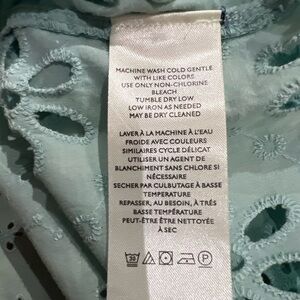 MACHINE WASH COLD GENTLE
WITH LIKE COLORS
USE ONLY NON-CHLORINE
BLEACH
TUMBLE DRY LOW
LOW IRON AS NEEDED
MAY BE DRY CLEANED
LAVER À LA MACHINE À L'EAU
FROIDE AVEC COULEURS
SIMILAIRES CYCLE DÉLICAT
UTILISER UN AGENT DE
BLANCHIMENT SANS CHLORE SI
NÉCESSAIRE
SECHER PAR CULBUTAGE À BASSE
TEMPERATURE
REPASSER, AU BESOIN, À TRÈS
BASSE TEMPÉRATURE
PEUT-ÊTRE ÊTRE NETTOYÉ
À SEC
30
P